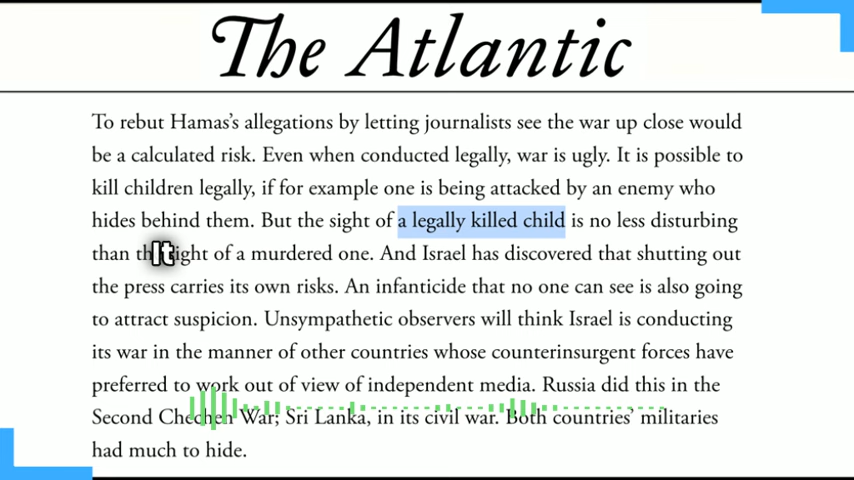 The Atlantic
To rebut Hamas's allegations by letting journalists see the war up close would
be a calculated risk. Even when conducted legally, war is ugly. It is possible to
kill children legally, if for example one is being attacked by an enemy who
hides behind them. But the sight of a legally killed child is no less disturbing
than th It ight of a murdered one. And Israel has discovered that shutting out
the press carries its own risks. An infanticide that no one can see is also going
to attract suspicion. Unsympathetic observers will think Israel is conducting
its war in the manner of other countries whose counterinsurgent forces have
preferred to work out of view of independent media. Russia did this in the
Second Chechen War; Sri Lanka, in its civil war. Both countries' militaries
had much to hide.